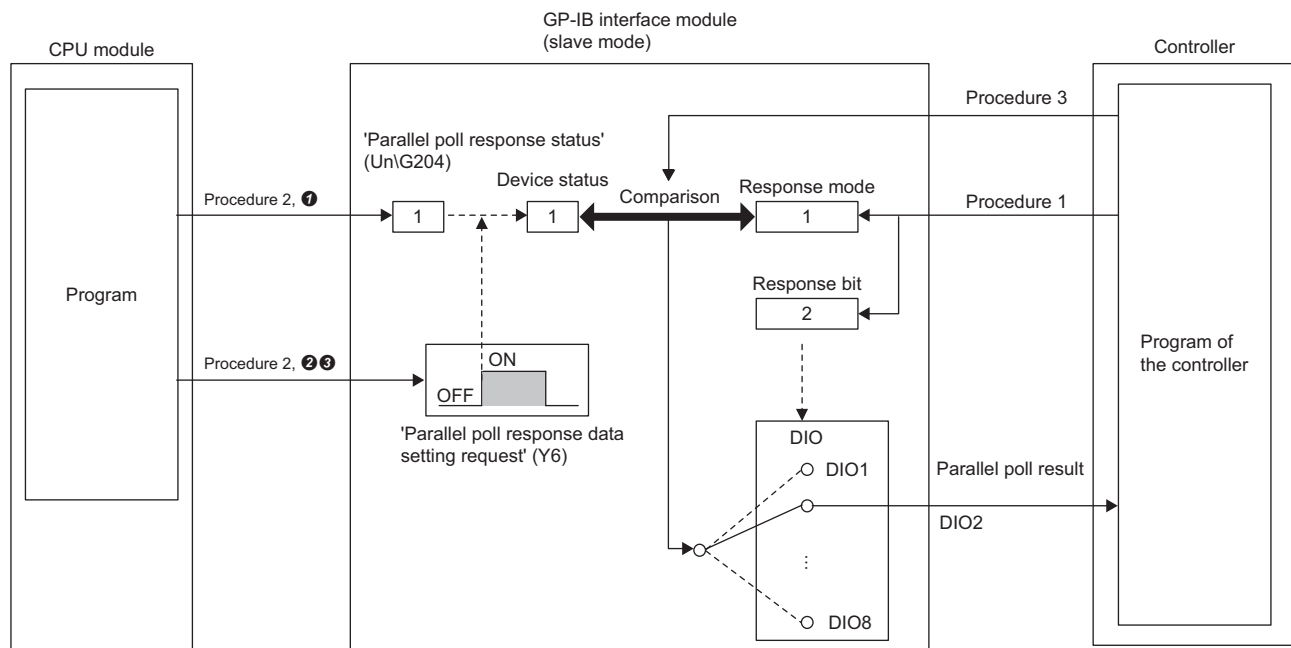 GP-IB interface module
(slave mode)
CPU module
Controller
Procedure 3
'Parallel poll response status'
(Un\G204)
Device status
Comparison
Response mode
Procedure 2, ❶
1
1
1
Procedure 1
Response bit
2
Program
Program of
the controller
Procedure 2, ❷❸
ON
OFF
'Parallel poll response data
setting request' (Y6)
DIO
DIO1
Parallel poll result
DIO2
...
DIO8